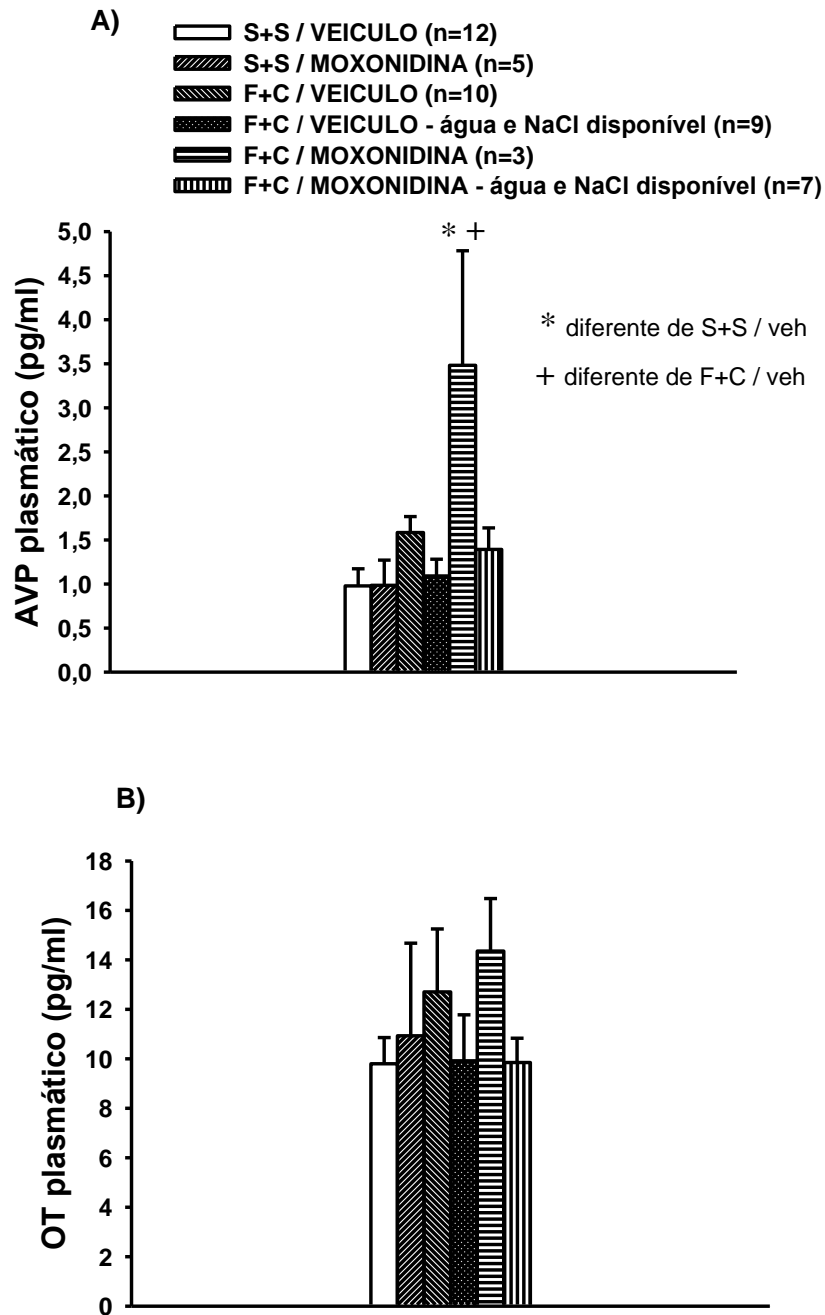 A)
S+S / VEICULO (n=12)
S+S / MOXONIDINA (n=5)
F+C / VEICULO (n=10)
F+C / VEICULO - água e NaCl disponível (n=9)
F+C / MOXONIDINA (n=3)
F+C / MOXONIDINA - água e NaCl disponível (n=7)
AVP plasmático (pg/ml)
5,0
4,5
4,0
3,5
3,0
2,5
2,0
1,5
1,0
0,5
0,0
* +
* diferente de S+S / veh
+ diferente de F+C / veh
B)
OT plasmático (pg/ml)
18
16
14
12
10
8
6
4
2
0